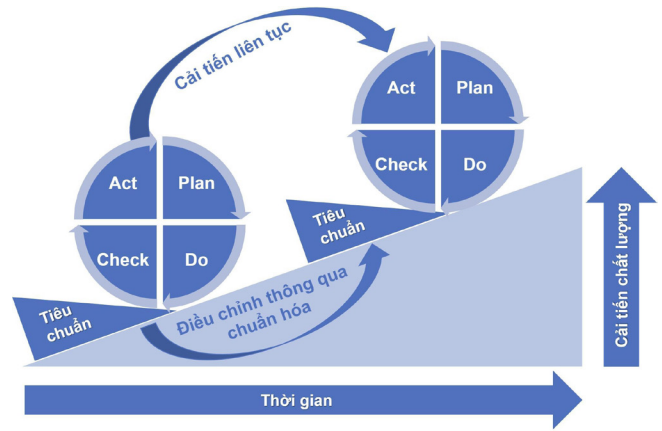 Cải tiến liên tục
Act
Plan
Check
Do
Act
Plan
Check
Do
Tiêu
chuẩn
Tiêu
chuẩn
Điều chỉnh thông qua
chuẩn hóa
Cải tiến chất lượng
Thời gian